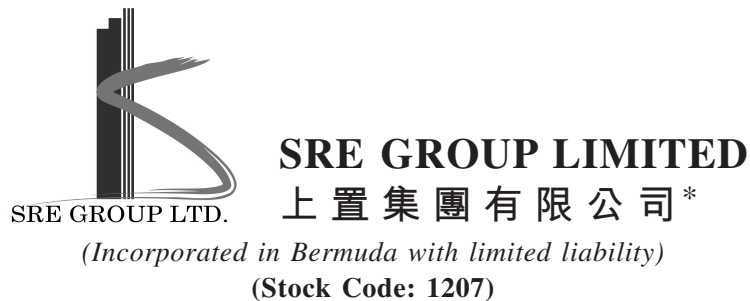 SRE GROUP LTD.
SRE GROUP LIMITED
上置集團有限公司*
(Incorporated in Bermuda with limited liability)
(Stock Code: 1207)